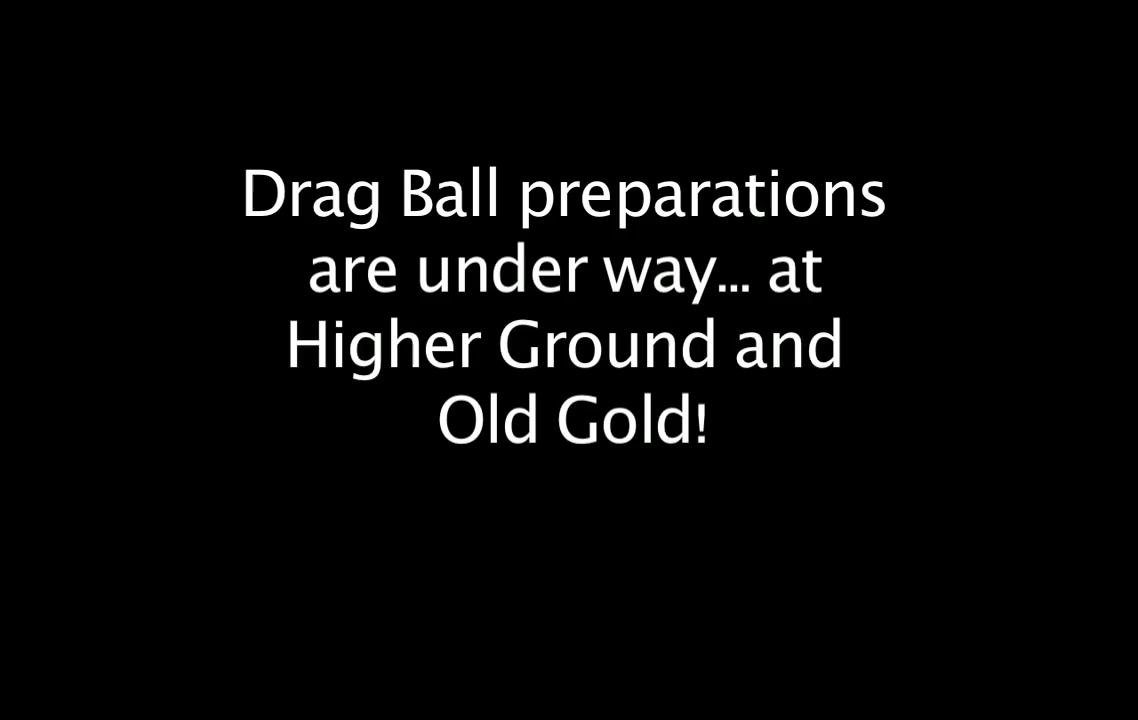 Drag Ball preparations
are under way... at
Higher Ground and
Old Gold!